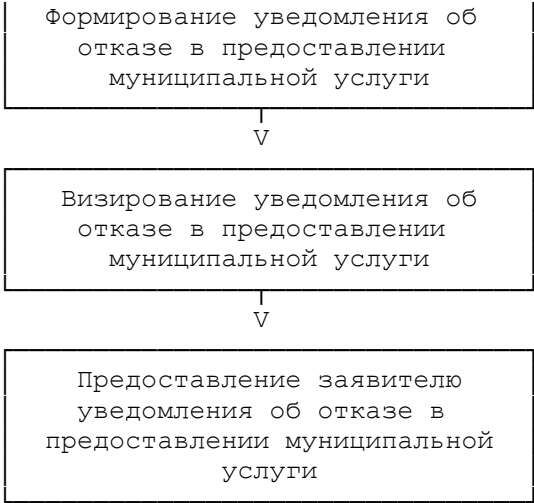 Формирование уведомления об
отказе в предоставлении
муниципальной услуги
V
Визирование уведомления об
отказе в предоставлении
муниципальной услуги
V
Предоставление заявителю
уведомления об отказе в
предоставлении муниципальной
услуги